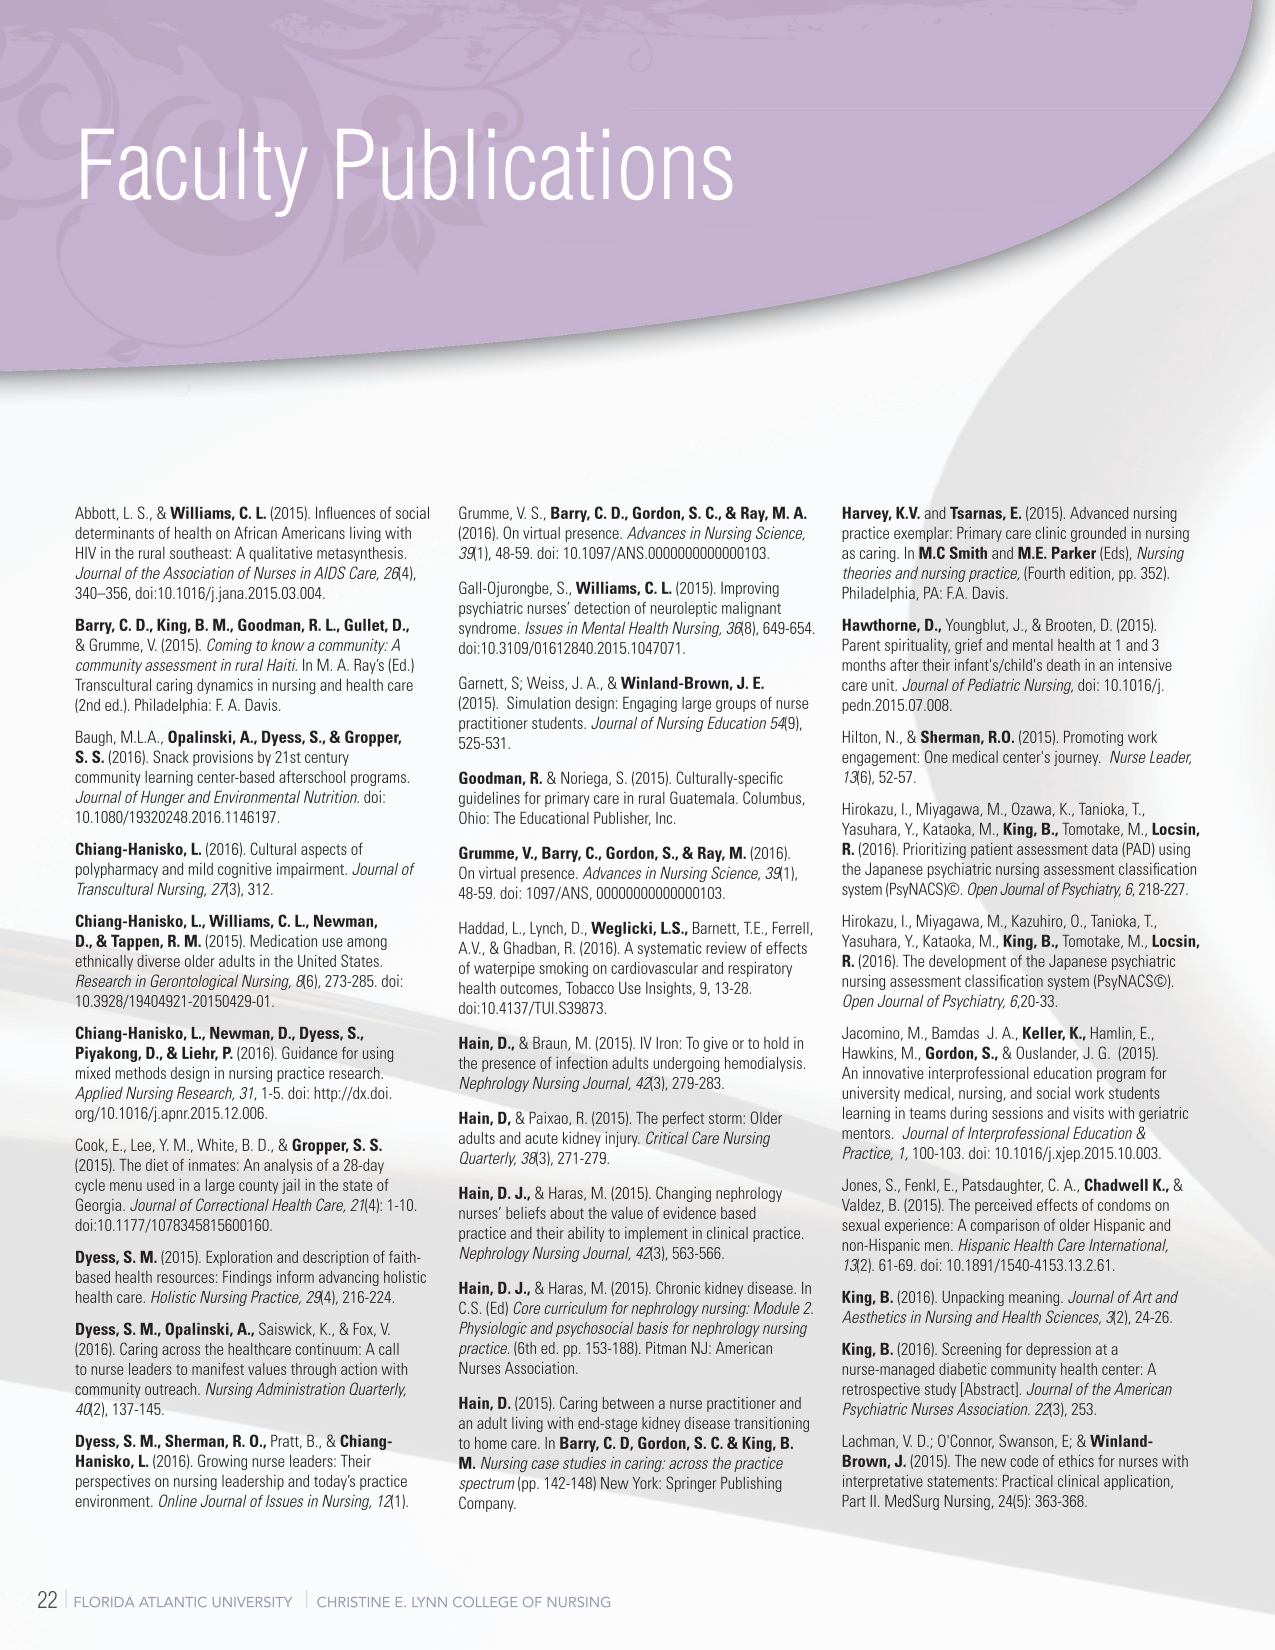 Faculty Publications
Abbott, L. S., & Williams, C. L. (2015). Influences of social
determinants of health on African Americans living with
HIV in the rural southeast: A qualitative metasynthesis.
Journal of the Association of Nurses in AIDS Care, 26(4),
340–356, doi:10.1016/j.jana.2015.03.004.
Barry, C. D., King, B. M., Goodman, R. L., Gullet, D.,
& Grumme, V. (2015). Coming to know a community: A
community assessment in rural Haiti. In M. A. Ray's (Ed.)
Transcultural caring dynamics in nursing and health care
(2nd ed.). Philadelphia: F. A. Davis.
Baugh, M.L.A., Opalinski, A., Dyess, S., & Gropper,
S. S. (2016). Snack provisions by 21st century
community learning center-based afterschool programs.
Journal of Hunger and Environmental Nutrition. doi:
10.1080/19320248.2016.1146197.
Chiang-Hanisko, L. (2016). Cultural aspects of
polypharmacy and mild cognitive impairment. Journal of
Transcultural Nursing, 27(3), 312.
Chiang-Hanisko, L., Williams, C. L., Newman,
D., & Tappen, R. M. (2015). Medication use among
ethnically diverse older adults in the United States.
Research in Gerontological Nursing, 8(6), 273-285. doi:
10.3928/19404921-20150429-01.
Chiang-Hanisko, L., Newman, D., Dyess, S.,
Piyakong, D., & Liehr, P. (2016). Guidance for using
mixed methods design in nursing practice research.
Applied Nursing Research, 31, 1-5. doi: http://dx.doi.
org/10.1016/j.apnr.2015.12.006.
Cook, E., Lee, Y. M., White, B. D., & Gropper, S. S.
(2015). The diet of inmates: An analysis of a 28-day
cycle menu used in a large county jail in the state of
Georgia. Journal of Correctional Health Care, 21(4): 1-10.
doi:10.1177/1078345815600160.
Dyess, S. M. (2015). Exploration and description of faith-
based health resources: Findings inform advancing holistic
health care. Holistic Nursing Practice, 29(4), 216-224.
Dyess, S. M., Opalinski, A., Saiswick, K., & Fox, V.
(2016). Caring across the healthcare continuum: A call
to nurse leaders to manifest values through action with
community outreach. Nursing Administration Quarterly,
40(2), 137-145.
Dyess, S. M., Sherman, R. O., Pratt, B., & Chiang-
Hanisko, L. (2016). Growing nurse leaders: Their
perspectives on nursing leadership and today's practice
environment. Online Journal of Issues in Nursing, 12(1).
Grumme, V. S., Barry, C. D., Gordon, S. C., & Ray, M. A.
(2016). On virtual presence. Advances in Nursing Science,
39(1), 48-59. doi: 10.1097/ANS.0000000000000103.
Gall-Ojurongbe, S., Williams, C. L. (2015). Improving
psychiatric nurses' detection of neuroleptic malignant
syndrome. Issues in Mental Health Nursing, 36(8), 649-654.
doi:10.3109/01612840.2015.1047071.
Garnett, S; Weiss, J. A., & Winland-Brown, J. E.
(2015). Simulation design: Engaging large groups of nurse
practitioner students. Journal of Nursing Education 54(9),
525-531.
Goodman, R. & Noriega, S. (2015). Culturally-specific
guidelines for primary care in rural Guatemala. Columbus,
Ohio: The Educational Publisher, Inc.
Grumme, V., Barry, C., Gordon, S., & Ray, M. (2016).
On virtual presence. Advances in Nursing Science, 39(1),
48-59. doi: 1097/ANS, 00000000000000103.
Haddad, L., Lynch, D., Weglicki, L.S., Barnett, T.E., Ferrell,
A.V., & Ghadban, R. (2016). A systematic review of effects
of waterpipe smoking on cardiovascular and respiratory
health outcomes, Tobacco Use Insights, 9, 13-28.
doi:10.4137/TUI.S39873.
Hain, D., & Braun, M. (2015). IV Iron: To give or to hold in
the presence of infection adults undergoing hemodialysis.
Nephrology Nursing Journal, 42(3), 279-283.
Hain, D, & Paixao, R. (2015). The perfect storm: Older
adults and acute kidney injury. Critical Care Nursing
Quarterly, 38(3), 271-279.
Hain, D. J., & Haras, M. (2015). Changing nephrology
nurses' beliefs about the value of evidence based
practice and their ability to implement in clinical practice.
Nephrology Nursing Journal, 42(3), 563-566.
Hain, D. J., & Haras, M. (2015). Chronic kidney disease. In
C.S. (Ed) Core curriculum for nephrology nursing: Module 2.
Physiologic and psychosocial basis for nephrology nursing
practice. (6th ed. pp. 153-188). Pitman NJ: American
Nurses Association.
Hain, D. (2015). Caring between a nurse practitioner and
an adult living with end-stage kidney disease transitioning
to home care. In Barry, C. D, Gordon, S. C. & King, B.
M. Nursing case studies in caring: across the practice
spectrum (pp. 142-148) New York: Springer Publishing
Company.
Harvey, K.V. and Tsarnas, E. (2015). Advanced nursing
practice exemplar: Primary care clinic grounded in nursing
as caring. In M.C Smith and M.E. Parker (Eds), Nursing
theories and nursing practice, (Fourth edition, pp. 352).
Philadelphia, PA: F.A. Davis.
Hawthorne, D., Youngblut, J., & Brooten, D. (2015).
Parent spirituality, grief and mental health at 1 and 3
months after their infant's/child's death in an intensive
care unit. Journal of Pediatric Nursing, doi: 10.1016/j.
pedn.2015.07.008.
Hilton, N., & Sherman, R.O. (2015). Promoting work
engagement: One medical center's journey. Nurse Leader,
13(6), 52-57.
Hirokazu, I., Miyagawa, M., Ozawa, K., Tanioka, T.,
Yasuhara, Y., Kataoka, M., King, B., Tomotake, M., Locsin,
R. (2016). Prioritizing patient assessment data (PAD) using
the Japanese psychiatric nursing assessment classification
system (PsyNACS)©. Open Journal of Psychiatry, 6, 218-227.
Hirokazu, I., Miyagawa, M., Kazuhiro, O., Tanioka, T.,
Yasuhara, Y., Kataoka, M., King, B., Tomotake, M., Locsin,
R. (2016). The development of the Japanese psychiatric
nursing assessment classification system (PsyNACS©).
Open Journal of Psychiatry, 6,20-33.
Jacomino, M., Bamdas J. A., Keller, K., Hamlin, E.,
Hawkins, M., Gordon, S., & Ouslander, J. G. (2015).
An innovative interprofessional education program for
university medical, nursing, and social work students
learning in teams during sessions and visits with geriatric
mentors. Journal of Interprofessional Education &
Practice, 1, 100-103. doi: 10.1016/j.xjep.2015.10.003.
Jones, S., Fenkl, E., Patsdaughter, C. A., Chadwell K., &
Valdez, B. (2015). The perceived effects of condoms on
sexual experience: A comparison of older Hispanic and
non-Hispanic men. Hispanic Health Care International,
13(2). 61-69. doi: 10.1891/1540-4153.13.2.61.
King, B. (2016). Unpacking meaning. Journal of Art and
Aesthetics in Nursing and Health Sciences, 3(2), 24-26.
King, B. (2016). Screening for depression at a
nurse-managed diabetic community health center: A
retrospective study [Abstract]. Journal of the American
Psychiatric Nurses Association. 22(3), 253.
Lachman, V. D.; O'Connor, Swanson, E; & Winland-
Brown, J. (2015). The new code of ethics for nurses with
interpretative statements: Practical clinical application,
Part II. MedSurg Nursing, 24(5): 363-368.
22 | FLORIDA ATLANTIC UNIVERSITY | CHRISTINE E. LYNN COLLEGE OF NURSING